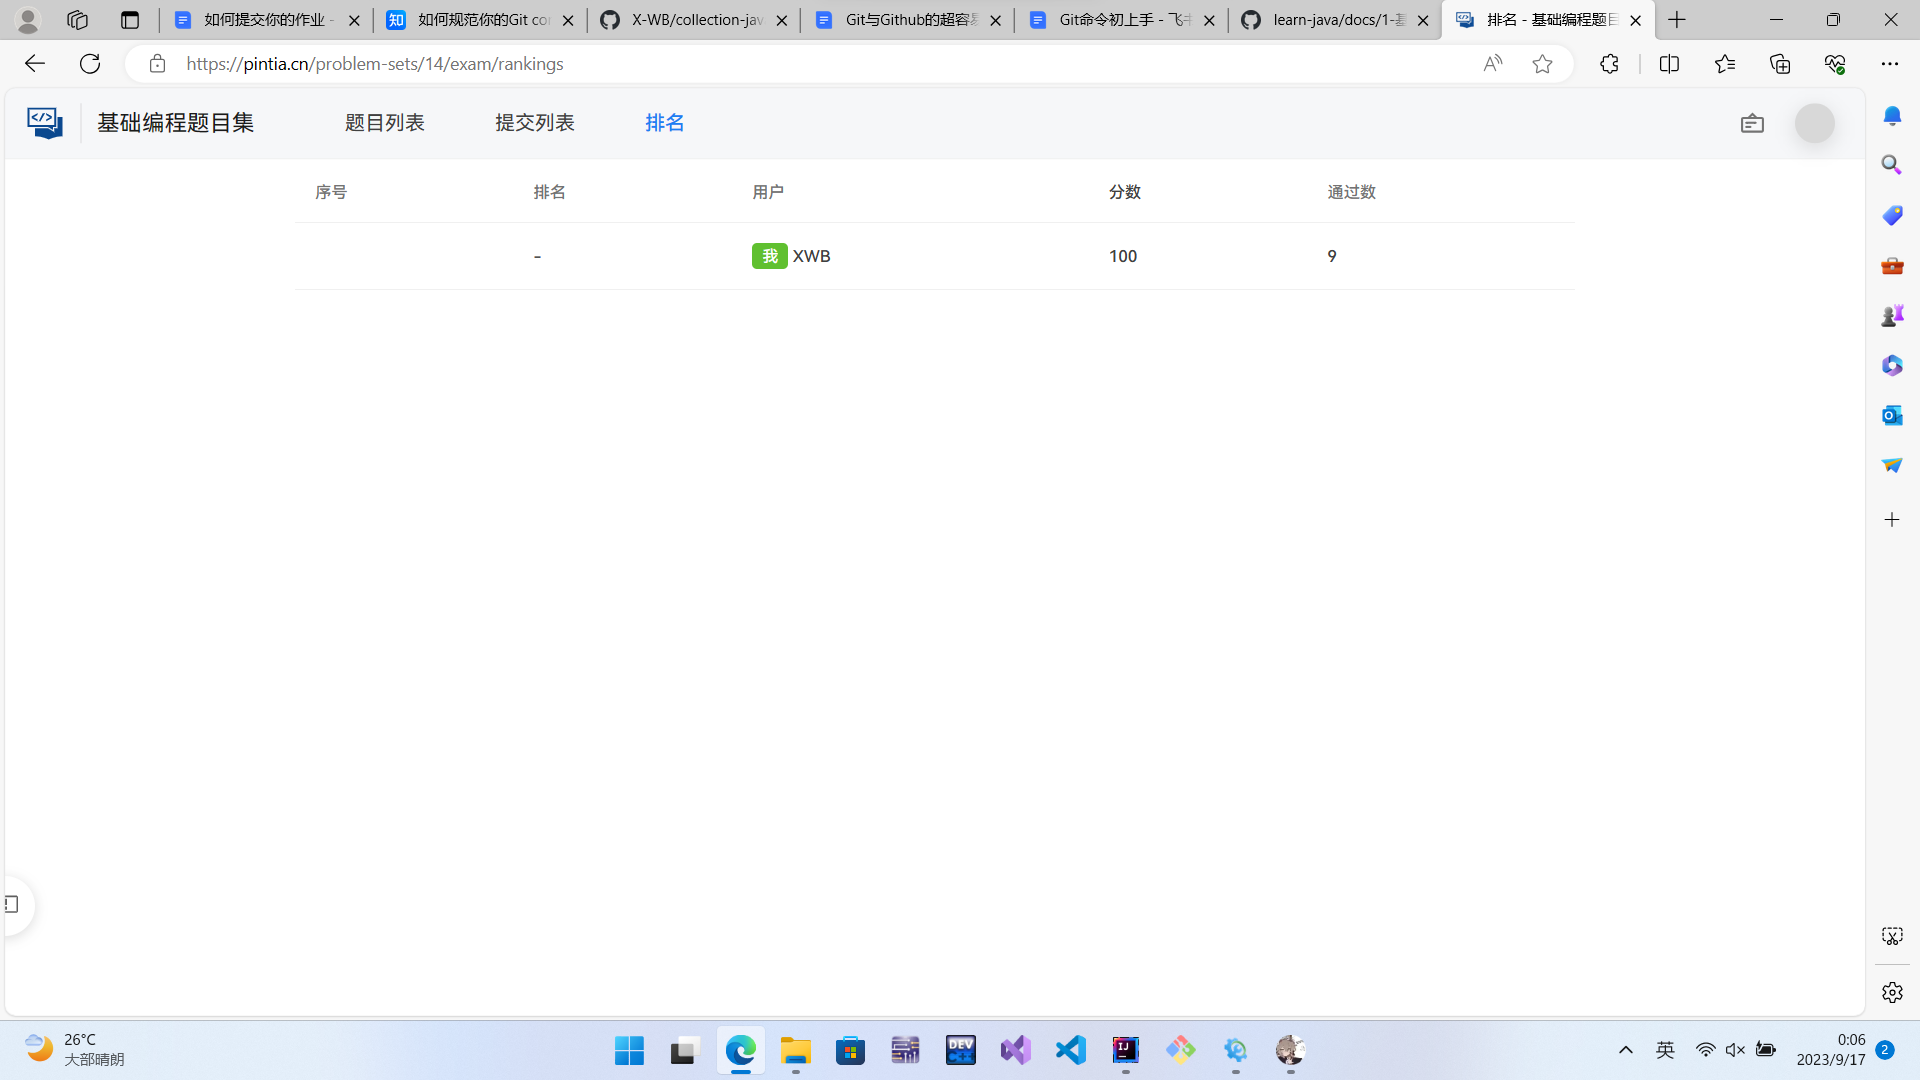 如何提交你的作业 -
如何规范你的Git co
X-WB/collection-jav
Git与Github的超容易
Git命令初上手 - 飞书
learn-java/docs/1-基
排名 - 基础编程题目
https://pintia.cn/problem-sets/14/exam/rankings
基础编程题目集
题目列表
提交列表
排名
序号 排名 用户 分数 通过数
- 我 XWB 100 9
26°C
大部晴朗
英
0:06
2023/9/17
2